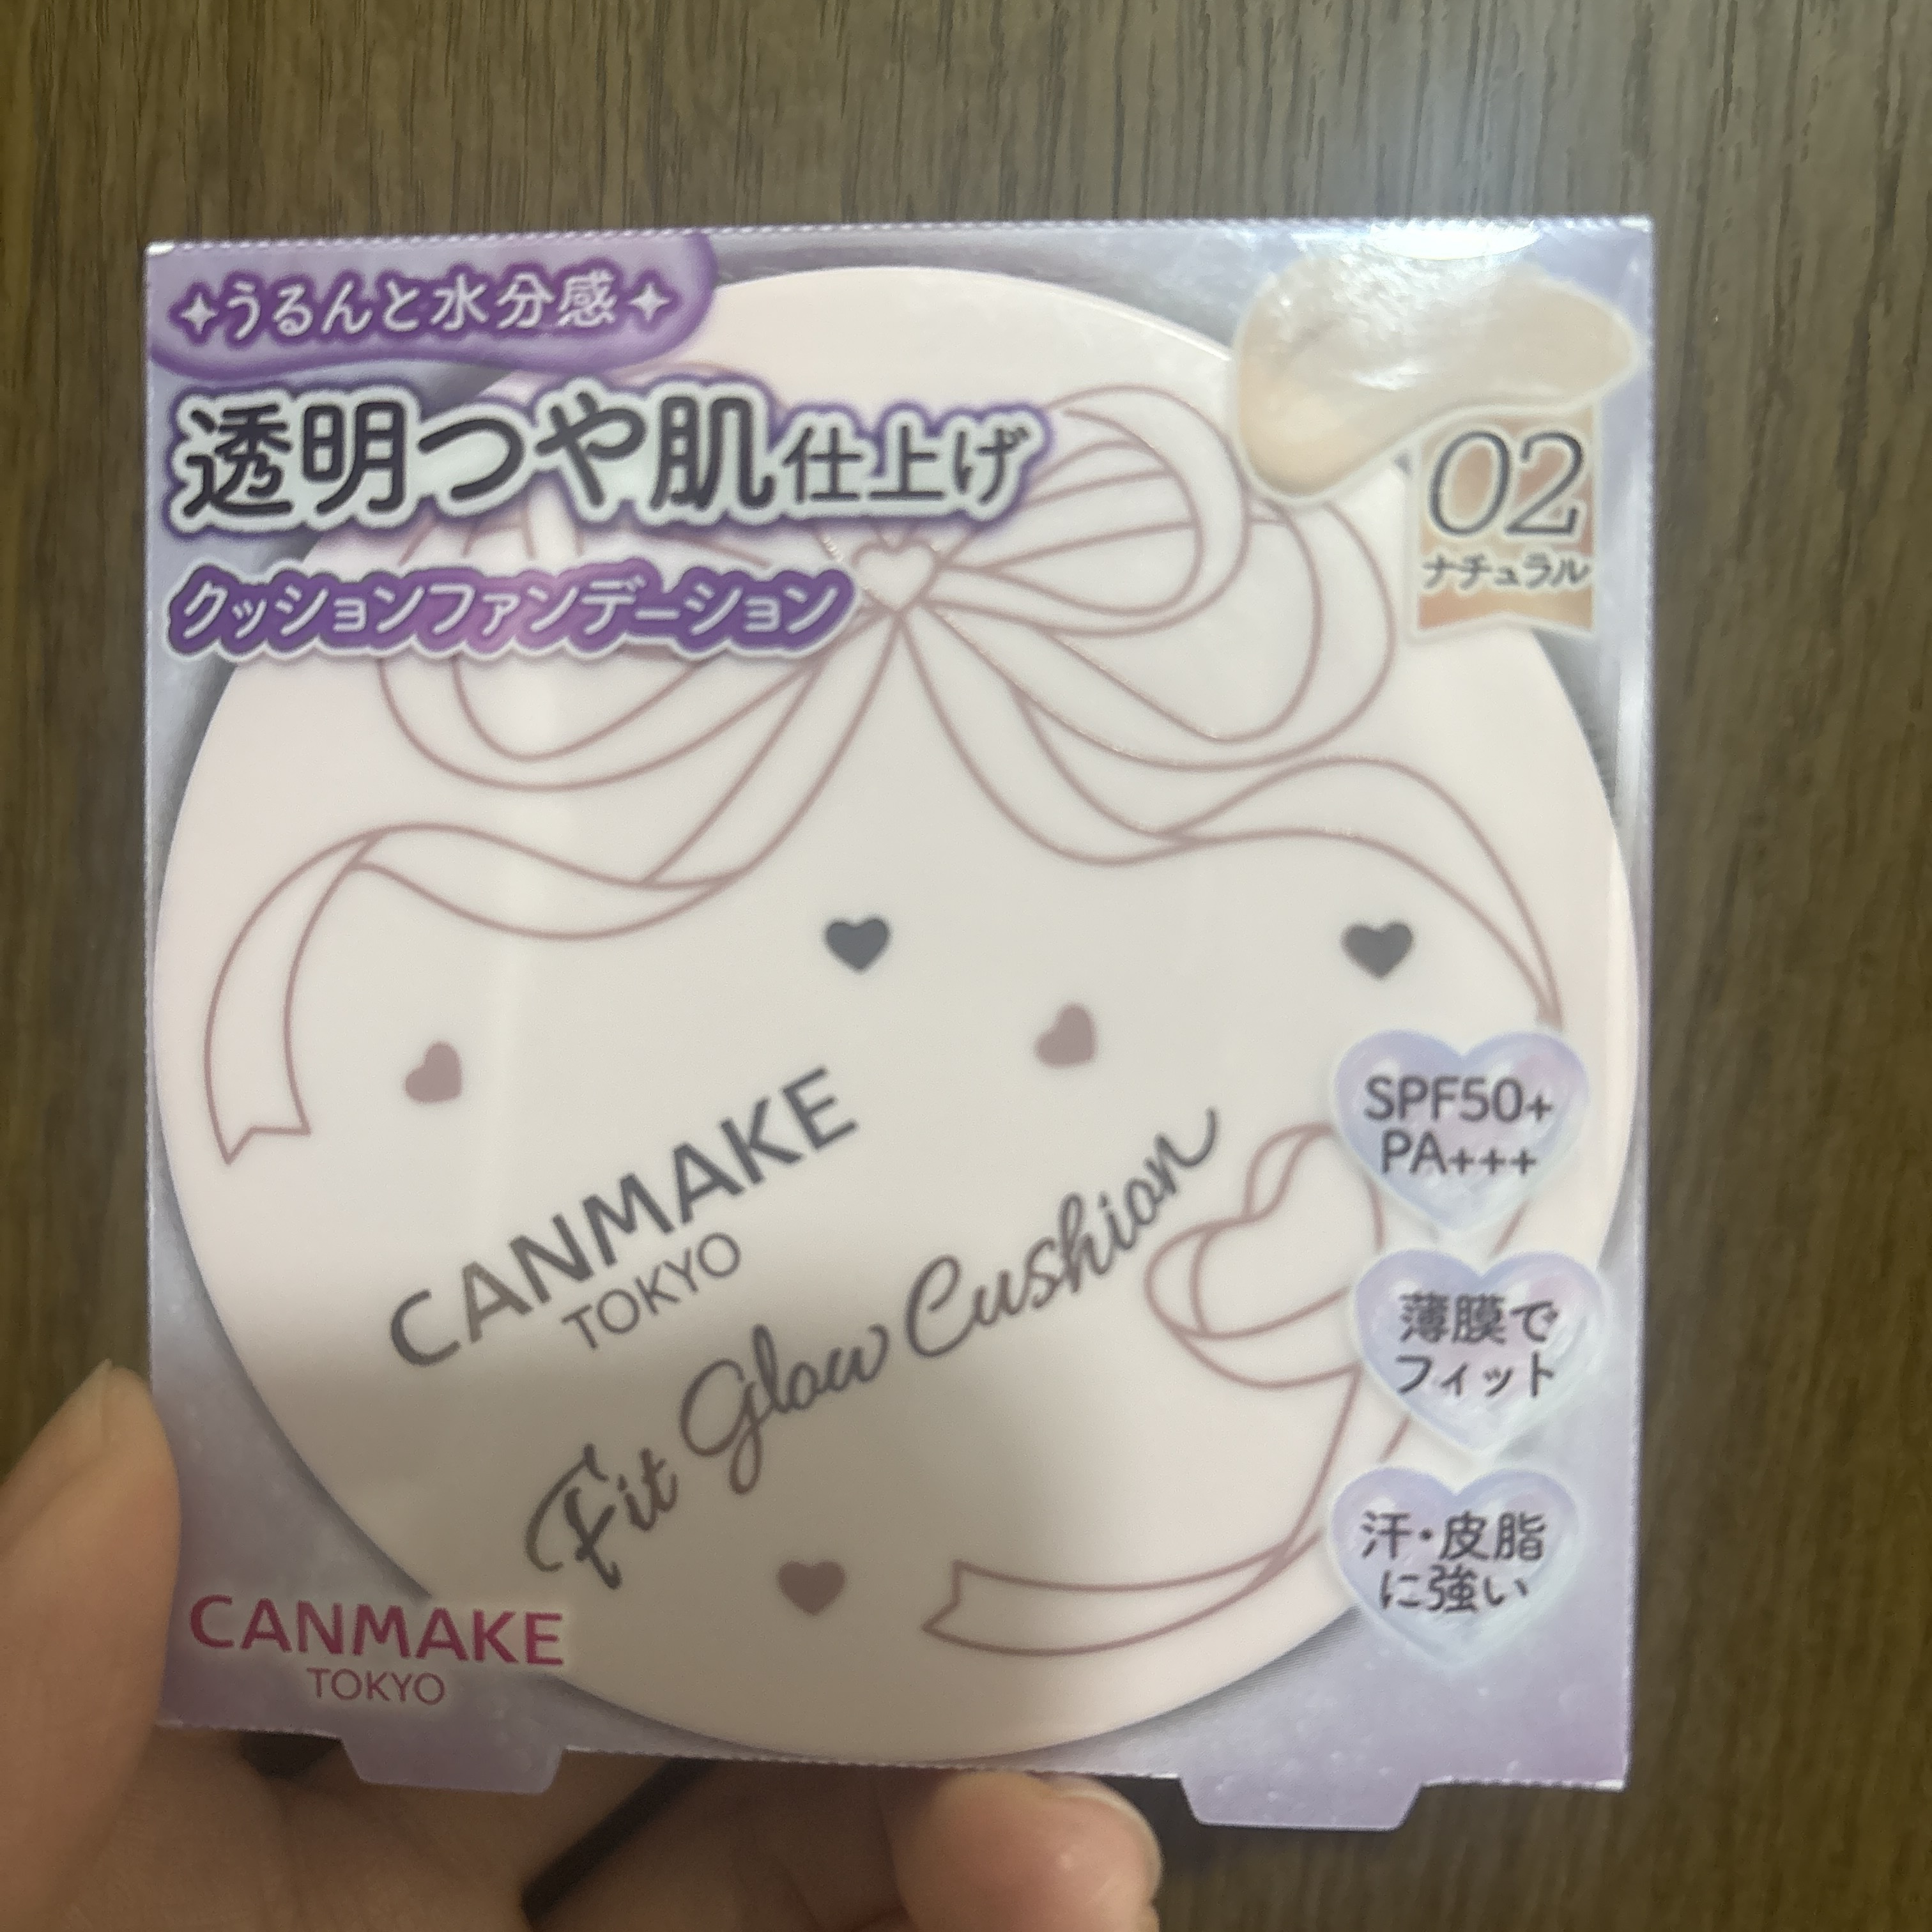 うるんと水分感
透明つや肌仕上げ
クッションファンデーション
02
ナチュラル
CANMAKE
TOKYO
Fit Glow Cushion
SPF50+
PA+++
薄膜で
フィット
汗・皮脂
に強い
CANMAKE
TOKYO